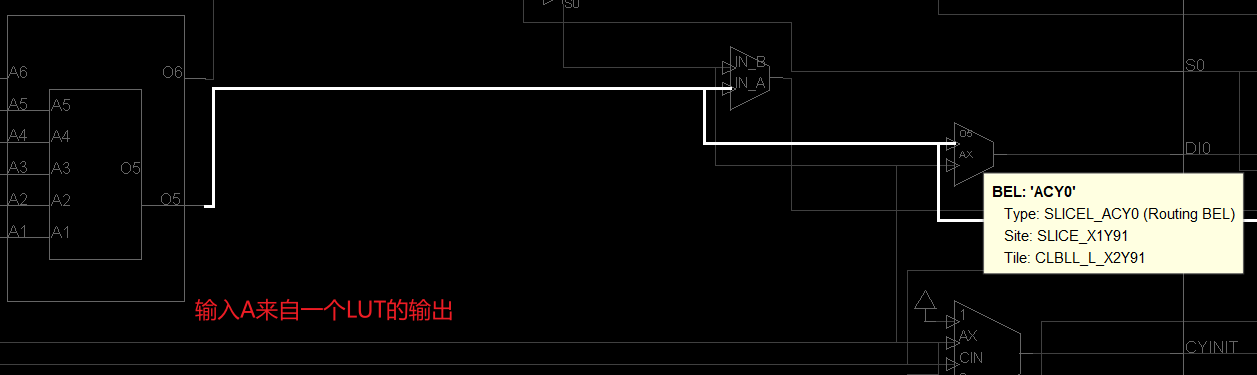 S0
A6
O6
IN_B
IN_A
S0
A5
A5
A4
A4
A3
A3
O5
A2
A2
O5
A1
A1
O5
AX
DI0
BEL: 'ACY0'
Type: SLICEL_ACY0 (Routing BEL)
Site: SLICE_X1Y91
Tile: CLBLL_L_X2Y91
输入A来自一个LUT的输出
1
AX
CIN
CYINIT